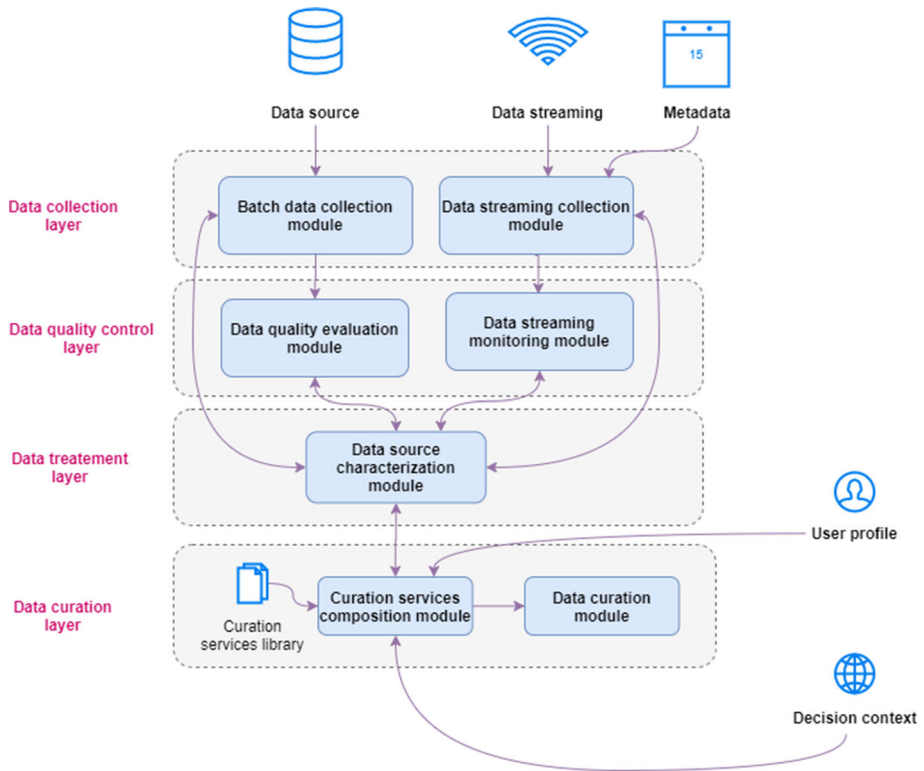 15
Data source
Data streaming
Metadata
Data collection
layer
Batch data collection
module
Data streaming collection
module
Data quality control
layer
Data quality evaluation
module
Data streaming
monitoring module
Data treatement
layer
Data source
characterization
module
User profile
Data curation
layer
Curation
services library
Curation services
composition module
Data curation
module
Decision context